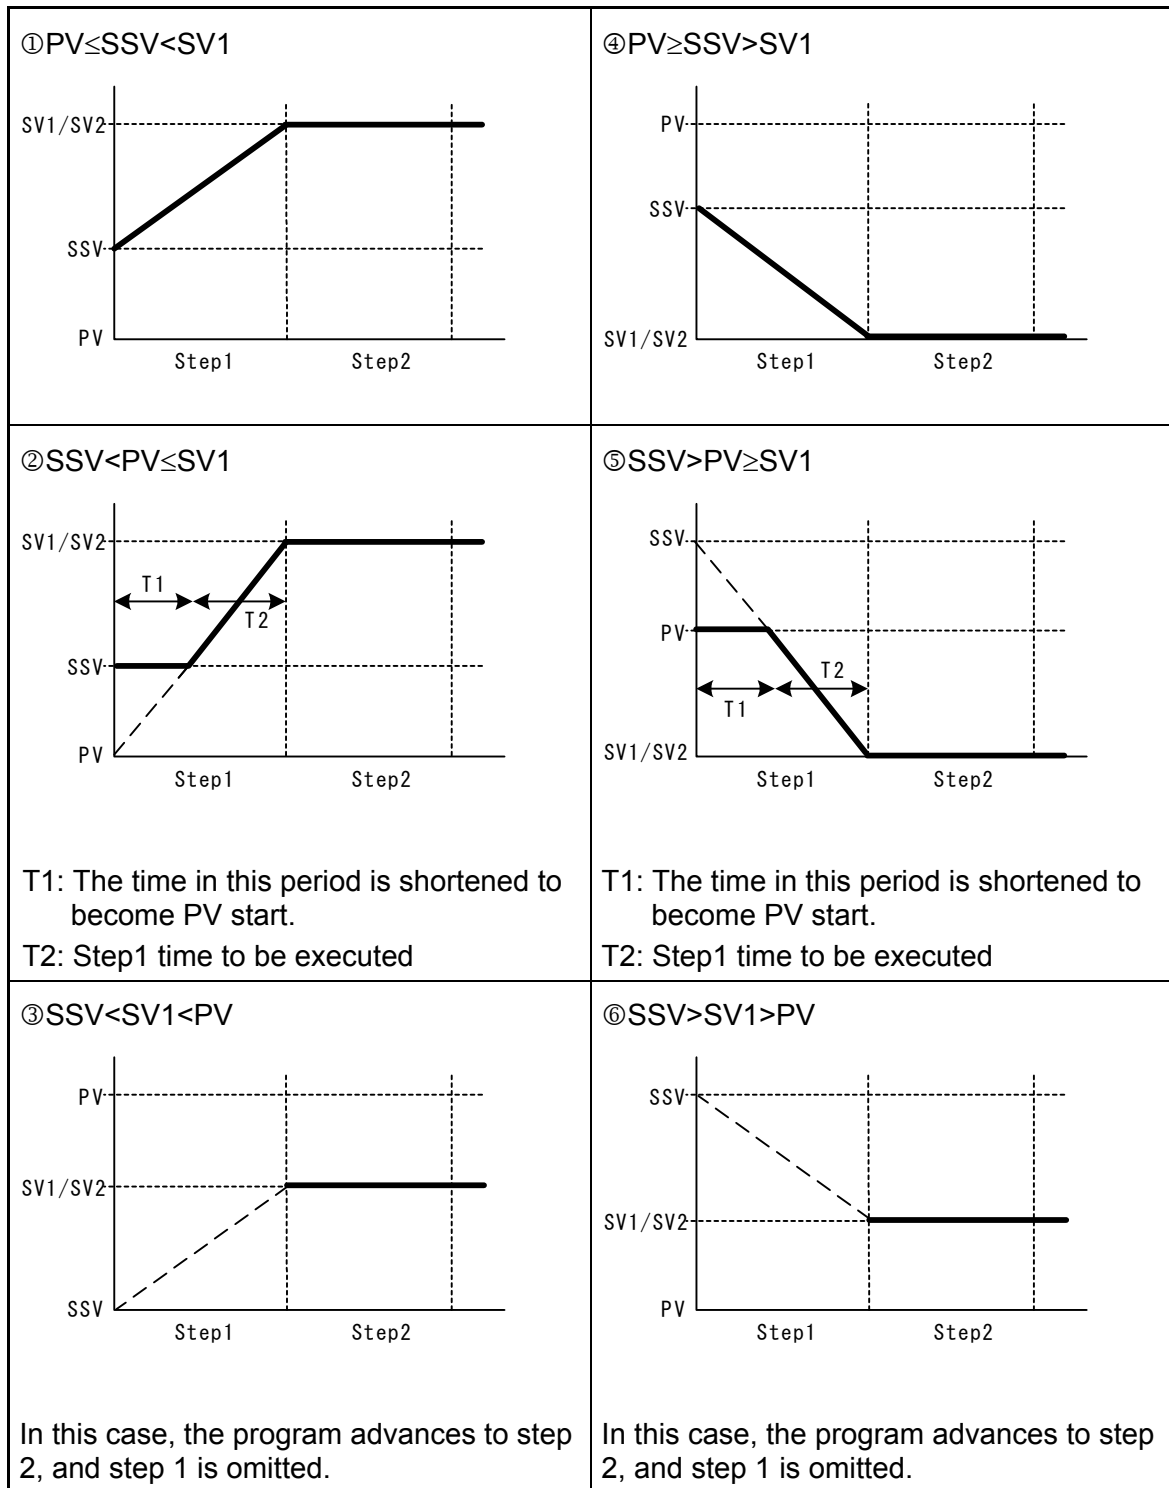 ①PV≤SSV<SV1
SV1/SV2
SSV
PV
Step1 Step2
④PV≥SSV>SV1
PV
SSV
SV1/SV2
Step1 Step2
②SSV<PV≤SV1
SV1/SV2
T1
T2
SSV
PV
Step1 Step2
T1: The time in this period is shortened to
become PV start.
T2: Step1 time to be executed
⑤SSV>PV≥SV1
SSV
PV
T2
T1
SV1/SV2
Step1 Step2
T1: The time in this period is shortened to
become PV start.
T2: Step1 time to be executed
③SSV<SV1<PV
PV
SV1/SV2
SSV
Step1 Step2
In this case, the program advances to step
2, and step 1 is omitted.
⑥SSV>SV1>PV
SSV
SV1/SV2
PV
Step1 Step2
In this case, the program advances to step
2, and step 1 is omitted.